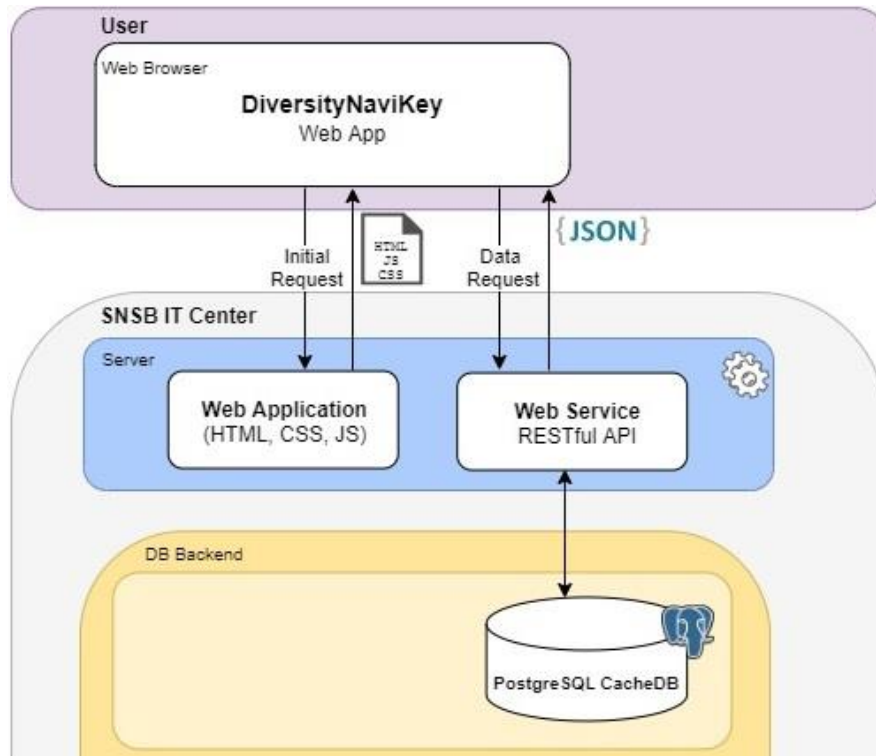 User
Web Browser
DiversityNaviKey
Web App
Initial
Request
HTML
JS
CSS
Data
Request
{JSON}
SNSB IT Center
Server
Web Application
(HTML, CSS, JS)
Web Service
RESTful API
DB Backend
PostgreSQL CacheDB